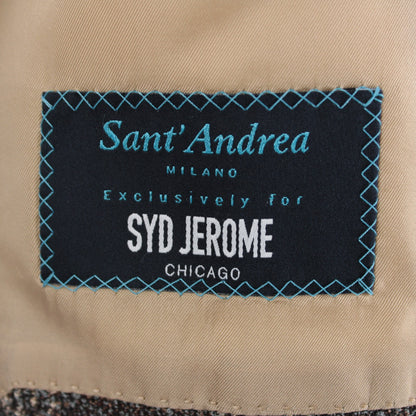 Sant'Andrea
MILANO
Exclusively for
SYD JEROME
CHICAGO